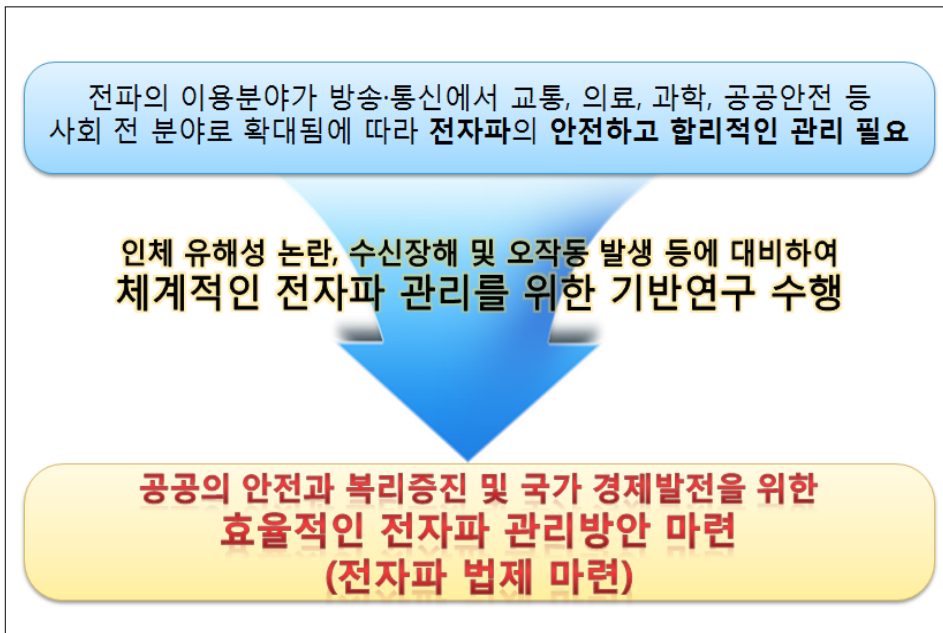 전파의 이용분야가 방송·통신에서 교통, 의료, 과학, 공공안전 등
사회 전 분야로 확대됨에 따라 전자파의 안전하고 합리적인 관리 필요
인체 유해성 논란, 수신장해 및 오작동 발생 등에 대비하여
체계적인 전자파 관리를 위한 기반연구 수행
공공의 안전과 복리증진 및 국가 경제발전을 위한
효율적인 전자파 관리방안 마련
(전자파 법제 마련)